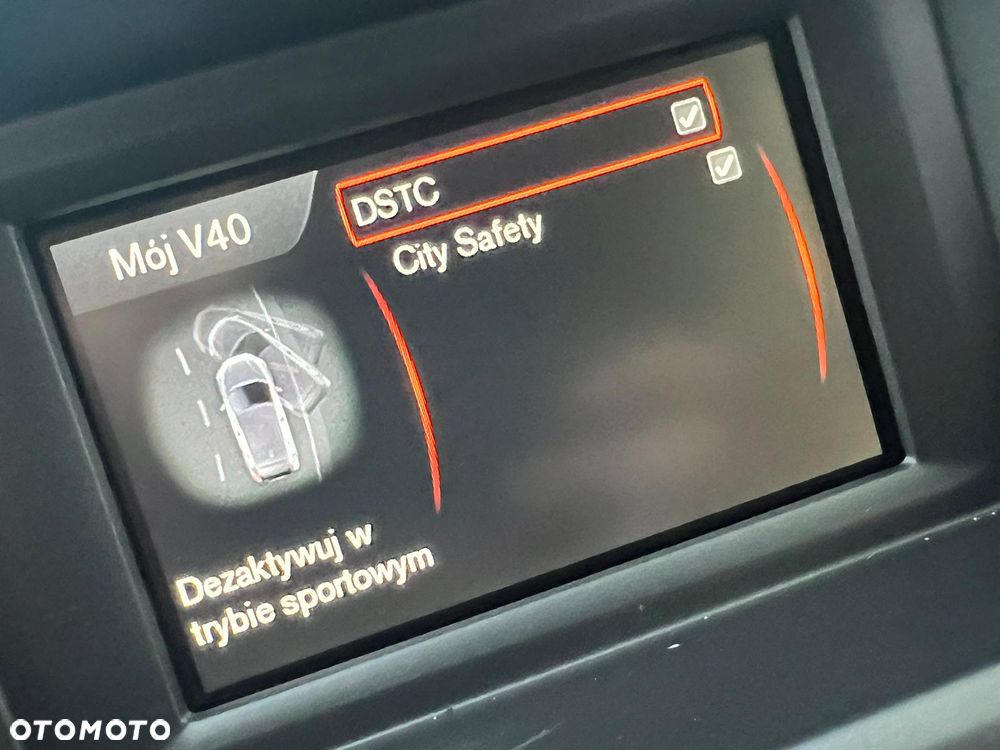 Mój V40
DSTC
City Safety
Dezaktywuj w
trybie sportowym
OTOMOTO